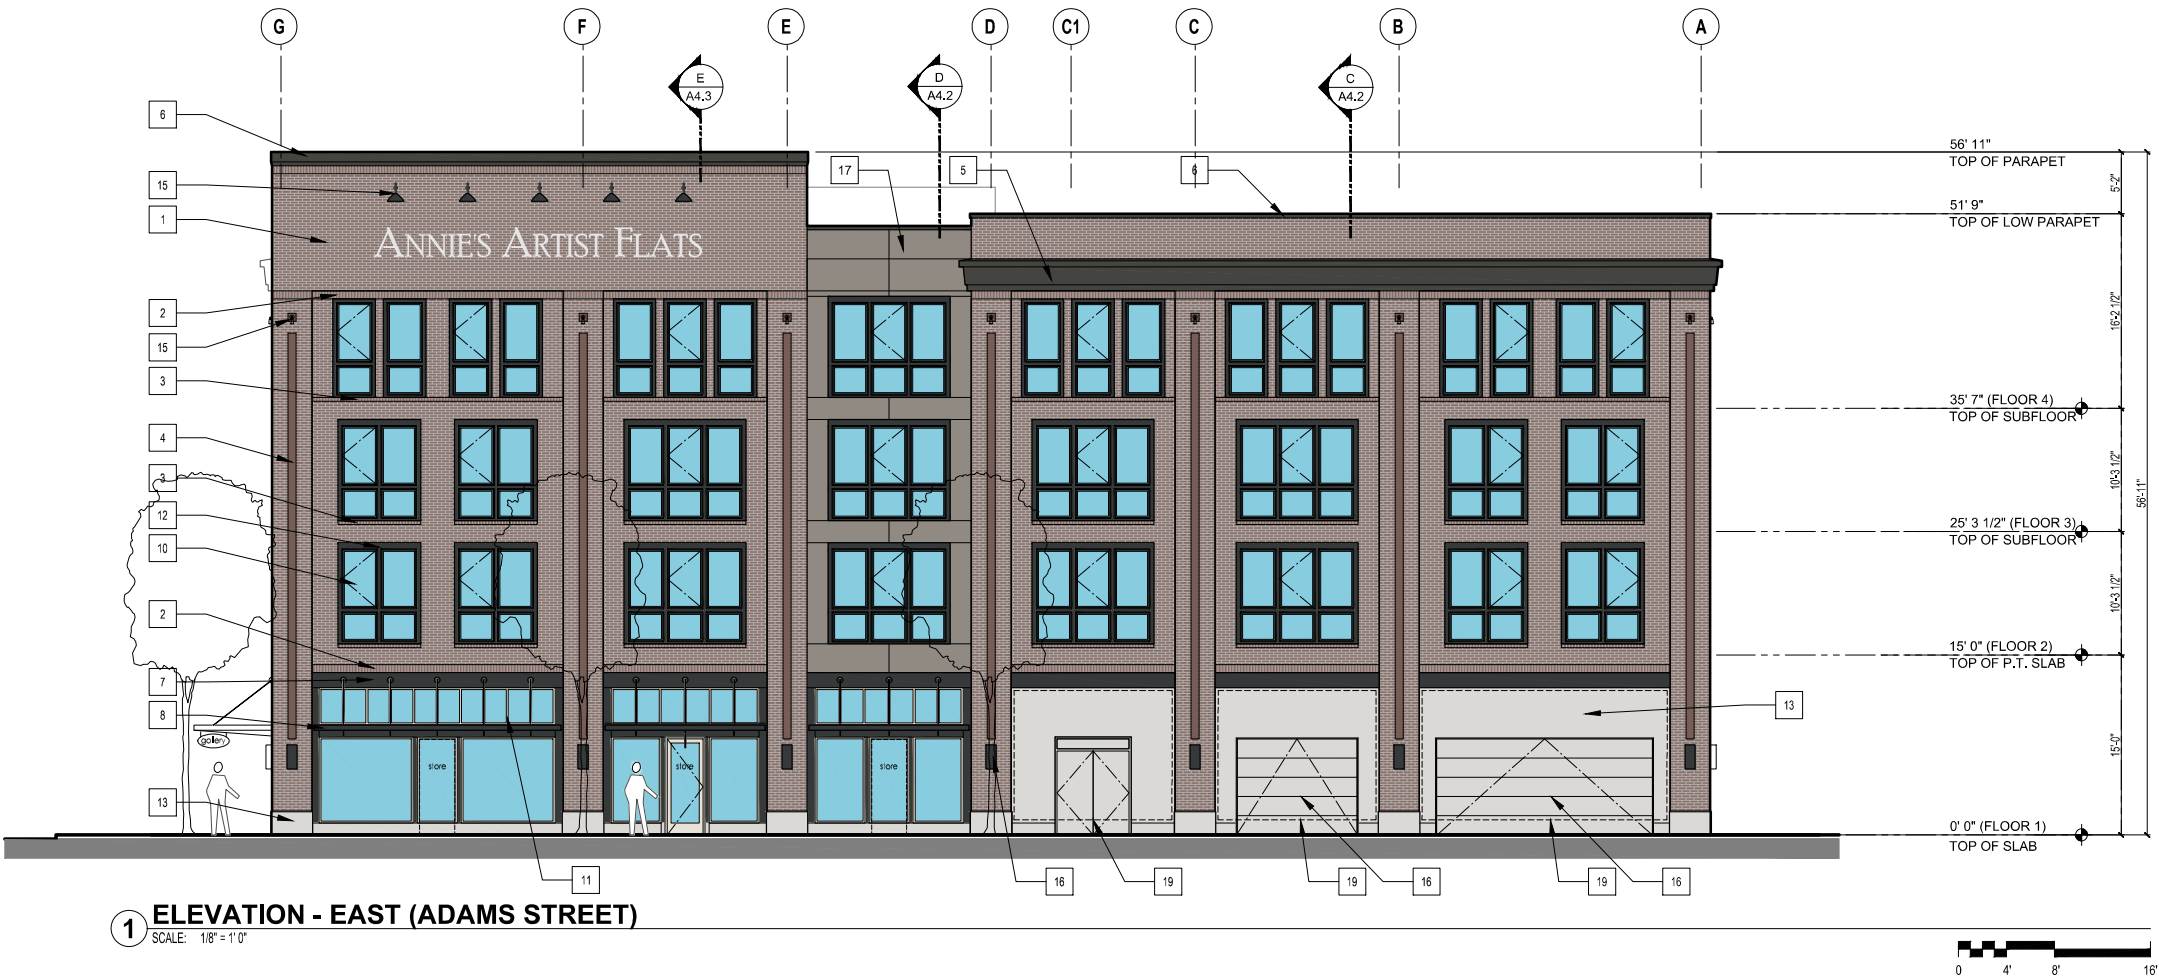 G F E D C1 C B A
E
A4.3
D
A4.2
C
A4.2
6
15
1
17
5
6
ANNIE'S ARTIST FLATS
56' 11"
TOP OF PARAPET
5'-2"
51' 9"
TOP OF LOW PARAPET
2
15
16'-2 1/2"
3
35' 7" (FLOOR 4)
TOP OF SUBFLOOR
4
3
12
10'-3 1/2"
56'-11"
25' 3 1/2" (FLOOR 3)
TOP OF SUBFLOOR
10
10'-3 1/2"
2
15' 0" (FLOOR 2)
TOP OF P.T. SLAB
7
8
13
gallery
store
store
store
15'-0"
13
0' 0" (FLOOR 1)
TOP OF SLAB
11
16
19
19
16
19
16
1
ELEVATION - EAST (ADAMS STREET)
SCALE: 1/8" = 1' 0"
0 4' 8' 16'